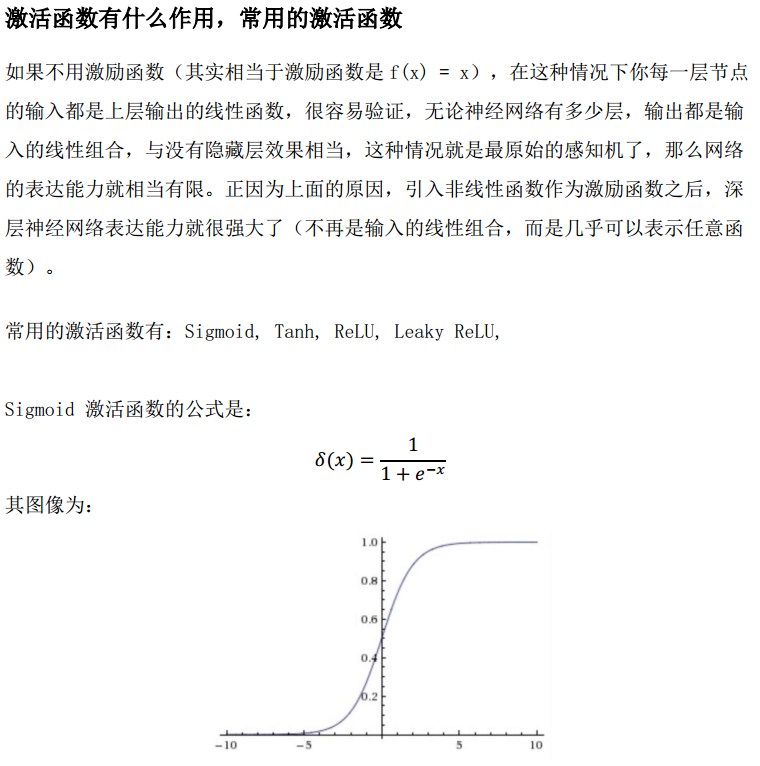 激活函数有什么作用，常用的激活函数
如果不用激励函数（其实相当于激励函数是 f(x) = x），在这种情况下你每一层节点
的输入都是上层输出的线性函数，很容易验证，无论神经网络有多少层，输出都是输
入的线性组合，与没有隐藏层效果相当，这种情况就是最原始的感知机了，那么网络
的表达能力就相当有限。正因为上面的原因，引入非线性函数作为激励函数之后，深
层神经网络表达能力就很强大了（不再是输入的线性组合，而是几乎可以表示任意函
数）。
常用的激活函数有：Sigmoid, Tanh, ReLU, Leaky ReLU,
Sigmoid 激活函数的公式是：
δ(x) = 1 / (1 + e^{-x})
其图像为：
1.0
0.8
0.6
0.4
0.2
-10 -5 5 10